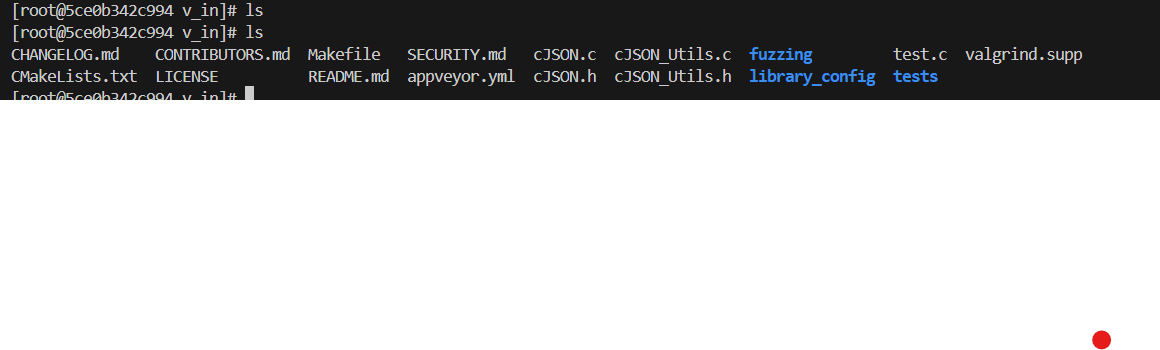 [root@5ce0b342c994 v_in]# ls
[root@5ce0b342c994 v_in]# ls
CHANGELOG.md CONTRIBUTORS.md Makefile SECURITY.md cJSON.c cJSON_Utils.c fuzzing test.c valgrind.supp
CMakeLists.txt LICENSE README.md appveyor.yml cJSON.h cJSON_Utils.h library_config tests
[root@5ce0b342c994 v_in]#